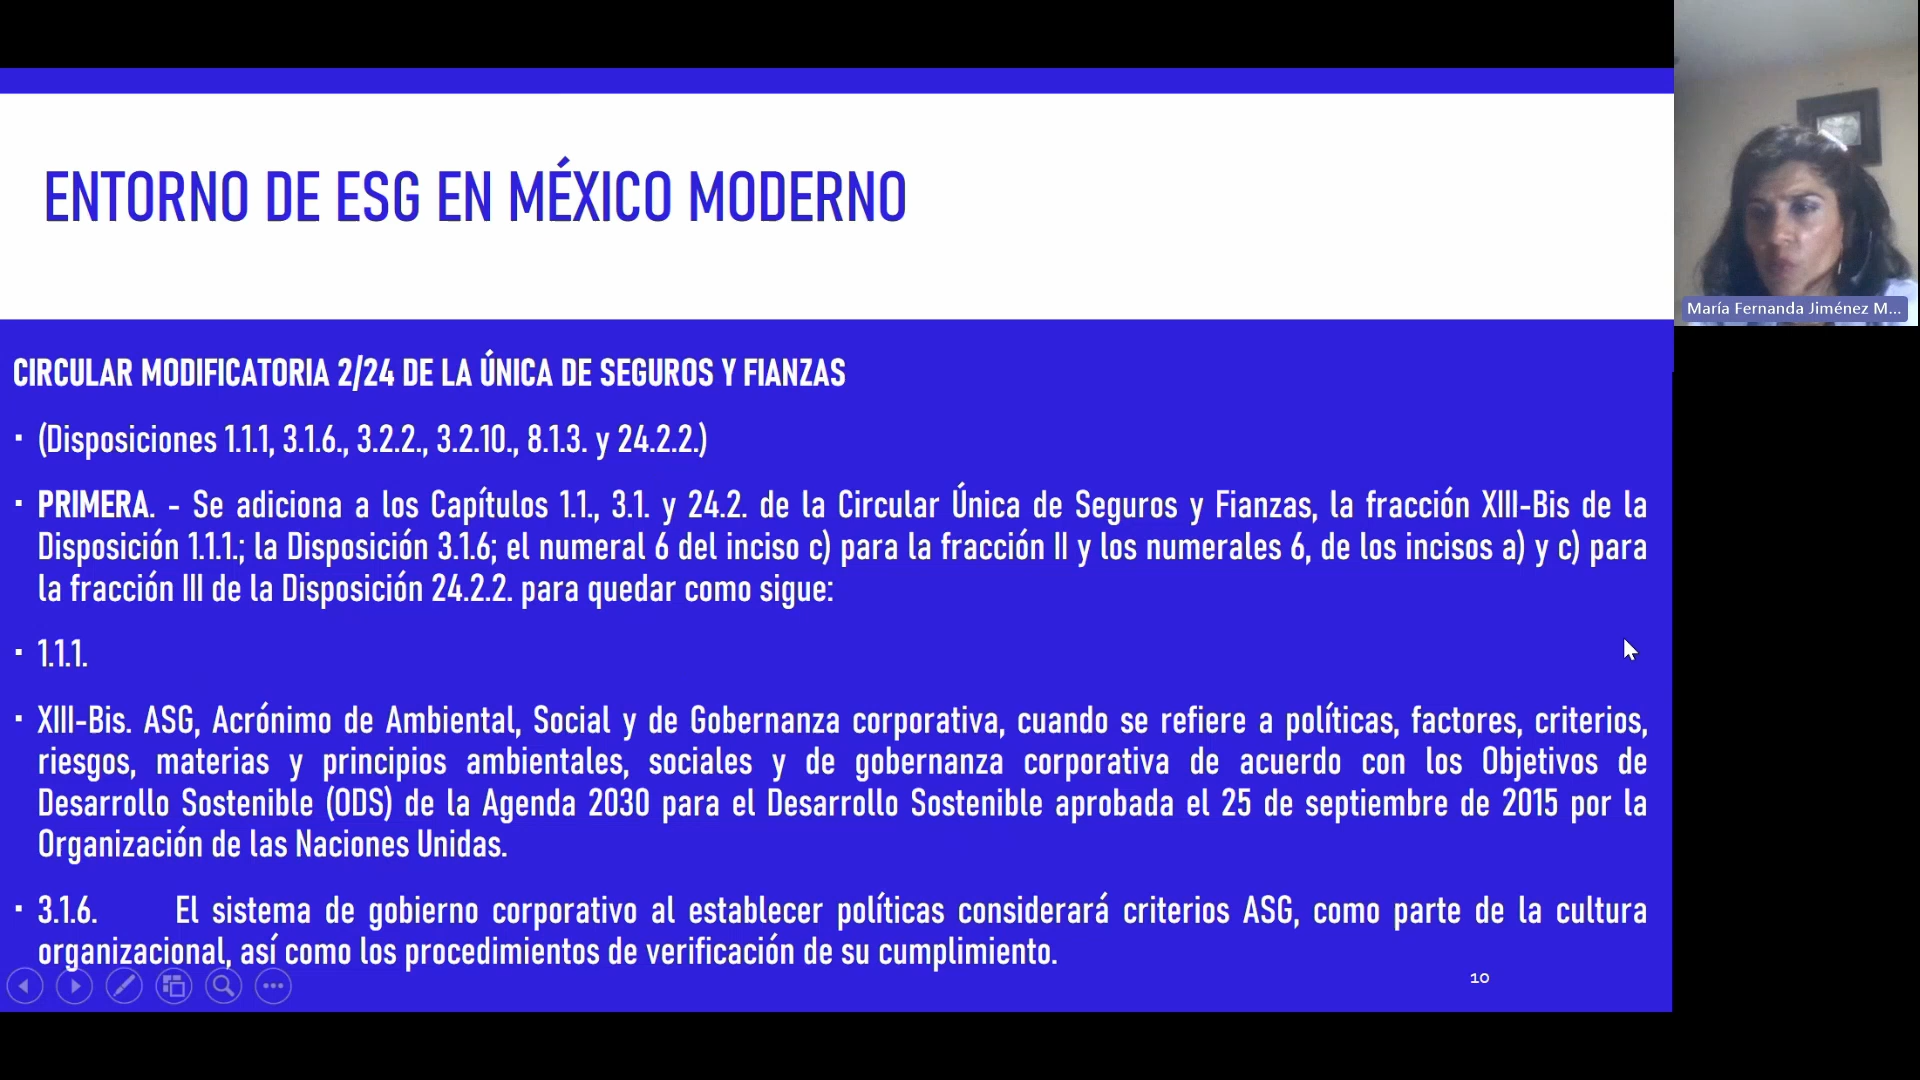 ENTORNO DE ESG EN MÉXICO MODERNO
María Fernanda Jiménez M...
CIRCULAR MODIFICATORIA 2/24 DE LA ÚNICA DE SEGUROS Y FIANZAS
▪ (Disposiciones 1.1.1, 3.1.6., 3.2.2., 3.2.10., 8.1.3. y 24.2.2.)
▪ PRIMERA. - Se adiciona a los Capítulos 1.1., 3.1. y 24.2. de la Circular Única de Seguros y Fianzas, la fracción XIII-Bis de la
Disposición 1.1.1.; la Disposición 3.1.6; el numeral 6 del inciso c) para la fracción II y los numerales 6, de los incisos a) y c) para
la fracción III de la Disposición 24.2.2. para quedar como sigue:
▪ 1.1.1.
▪ XIII-Bis. ASG, Acrónimo de Ambiental, Social y de Gobernanza corporativa, cuando se refiere a políticas, factores, criterios,
riesgos, materias y principios ambientales, sociales y de gobernanza corporativa de acuerdo con los Objetivos de
Desarrollo Sostenible (ODS) de la Agenda 2030 para el Desarrollo Sostenible aprobada el 25 de septiembre de 2015 por la
Organización de las Naciones Unidas.
▪ 3.1.6. El sistema de gobierno corporativo al establecer políticas considerará criterios ASG, como parte de la cultura
organizacional, así como los procedimientos de verificación de su cumplimiento.
10